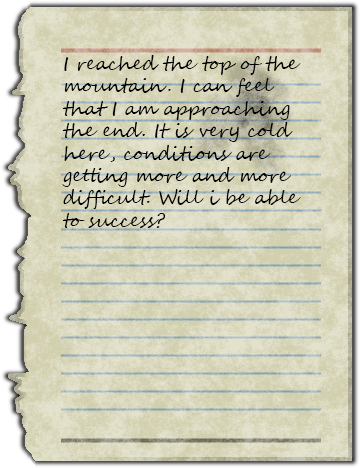 I reached the top of the
mountain. I can feel
that I am approaching
the end. It is very cold
here, conditions are
getting more and more
difficult. Will i be able
to success?